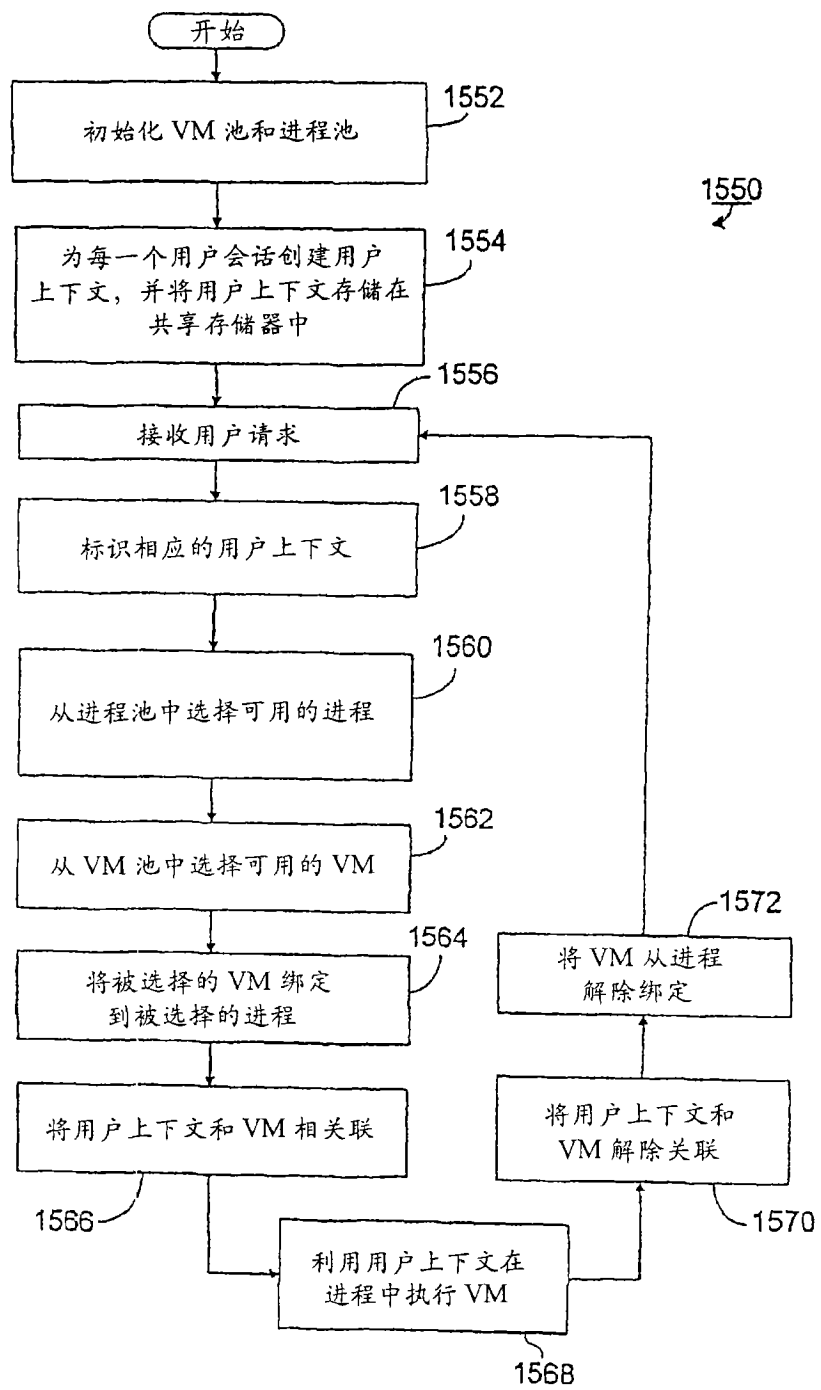 开始
1552
初始化 VM 池和进程池
1550
1554
为每一个用户会话创建用户
上下文，并将用户上下文存储在
共享存储器中
1556
接收用户请求
1558
标识相应的用户上下文
1560
从进程池中选择可用的进程
1562
从 VM 池中选择可用的 VM
1564
将被选择的 VM 绑定
到被选择的进程
将用户上下文和 VM 相关联
1566
利用用户上下文在
进程中执行 VM
1568
将用户上下文和
VM 解除关联
1570
1572
将 VM 从进程
解除绑定